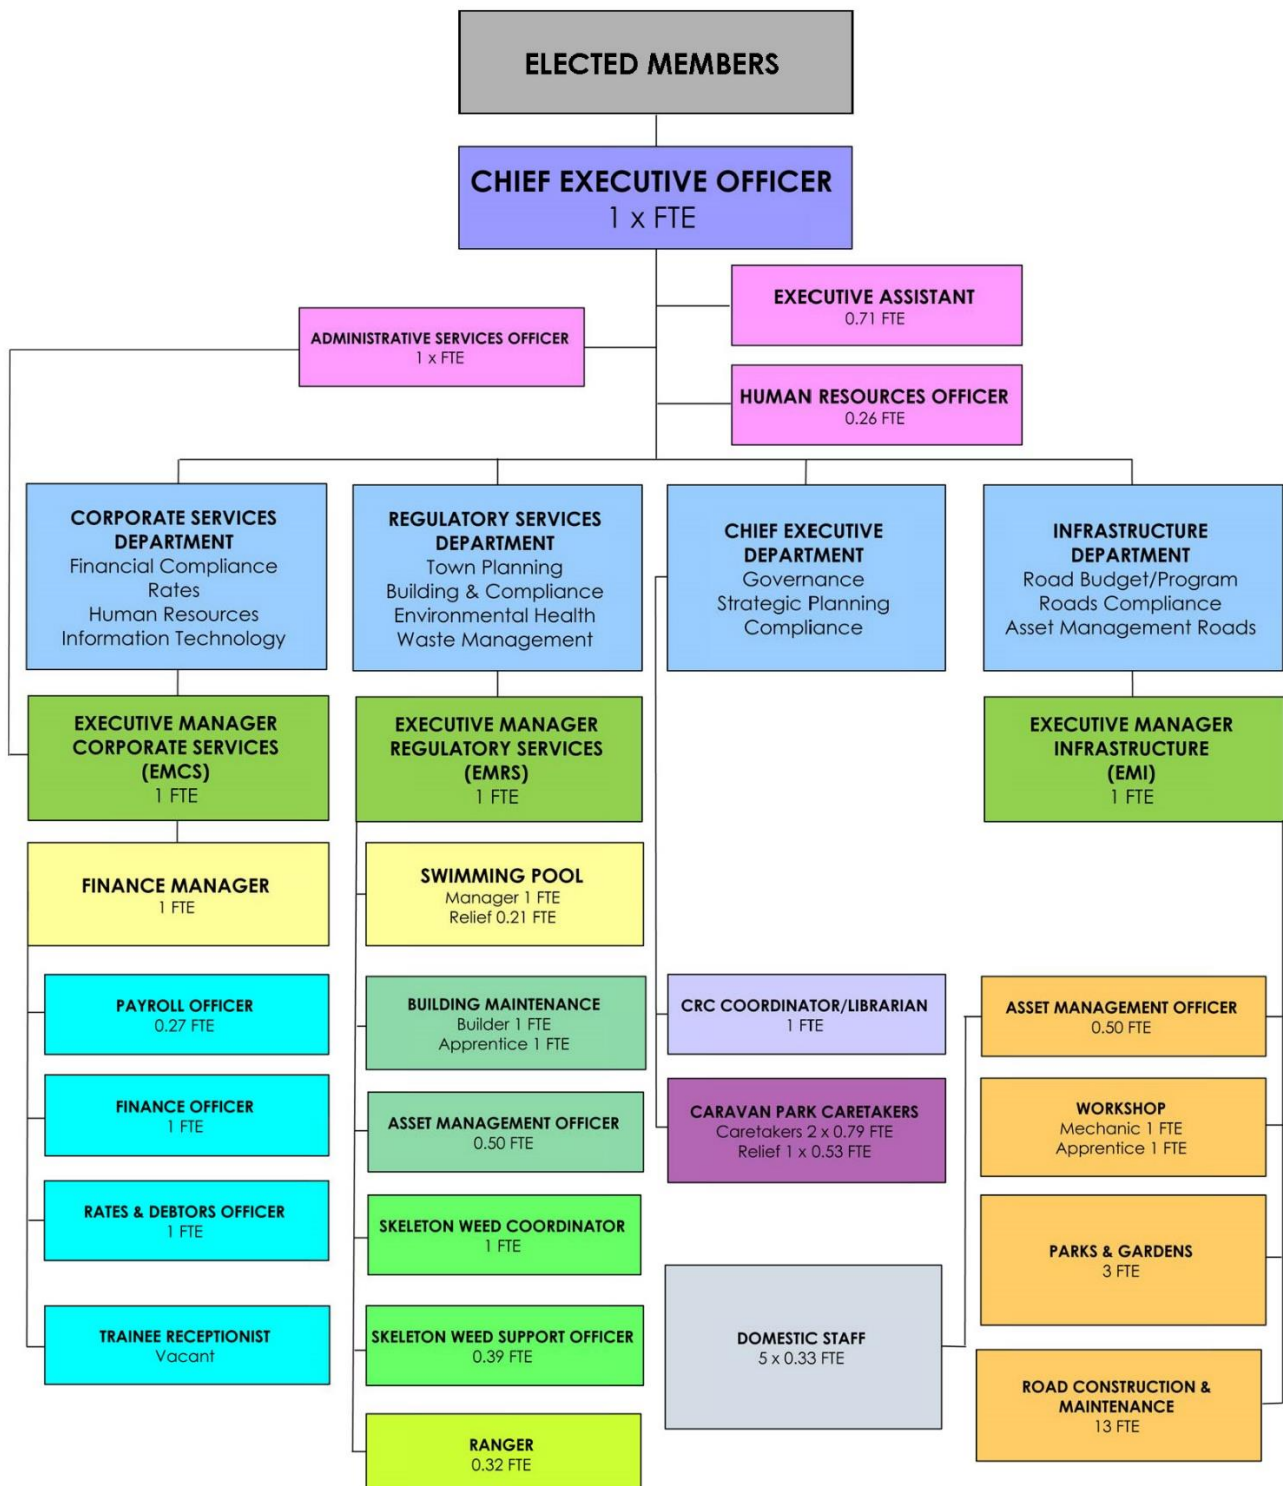 ELECTED MEMBERS
CHIEF EXECUTIVE OFFICER
1 x FTE
EXECUTIVE ASSISTANT
0.71 FTE
ADMINISTRATIVE SERVICES OFFICER
1 x FTE
HUMAN RESOURCES OFFICER
0.26 FTE
CORPORATE SERVICES
DEPARTMENT
Financial Compliance
Rates
Human Resources
Information Technology
REGULATORY SERVICES
DEPARTMENT
Town Planning
Building & Compliance
Environmental Health
Waste Management
CHIEF EXECUTIVE
DEPARTMENT
Governance
Strategic Planning
Compliance
INFRASTRUCTURE
DEPARTMENT
Road Budget/Program
Roads Compliance
Asset Management Roads
EXECUTIVE MANAGER
CORPORATE SERVICES
(EMCS)
1 FTE
EXECUTIVE MANAGER
REGULATORY SERVICES
(EMRS)
1 FTE
EXECUTIVE MANAGER
INFRASTRUCTURE
(EMI)
1 FTE
FINANCE MANAGER
1 FTE
SWIMMING POOL
Manager 1 FTE
Relief 0.21 FTE
PAYROLL OFFICER
0.27 FTE
BUILDING MAINTENANCE
Builder 1 FTE
Apprentice 1 FTE
CRC COORDINATOR/LIBRARIAN
1 FTE
ASSET MANAGEMENT OFFICER
0.50 FTE
FINANCE OFFICER
1 FTE
ASSET MANAGEMENT OFFICER
0.50 FTE
CARAVAN PARK CARETAKERS
Caretakers 2 x 0.79 FTE
Relief 1 x 0.53 FTE
WORKSHOP
Mechanic 1 FTE
Apprentice 1 FTE
RATES & DEBTORS OFFICER
1 FTE
SKELETON WEED COORDINATOR
1 FTE
PARKS & GARDENS
3 FTE
TRAINEE RECEPTIONIST
Vacant
SKELETON WEED SUPPORT OFFICER
0.39 FTE
DOMESTIC STAFF
5 x 0.33 FTE
ROAD CONSTRUCTION &
MAINTENANCE
13 FTE
RANGER
0.32 FTE